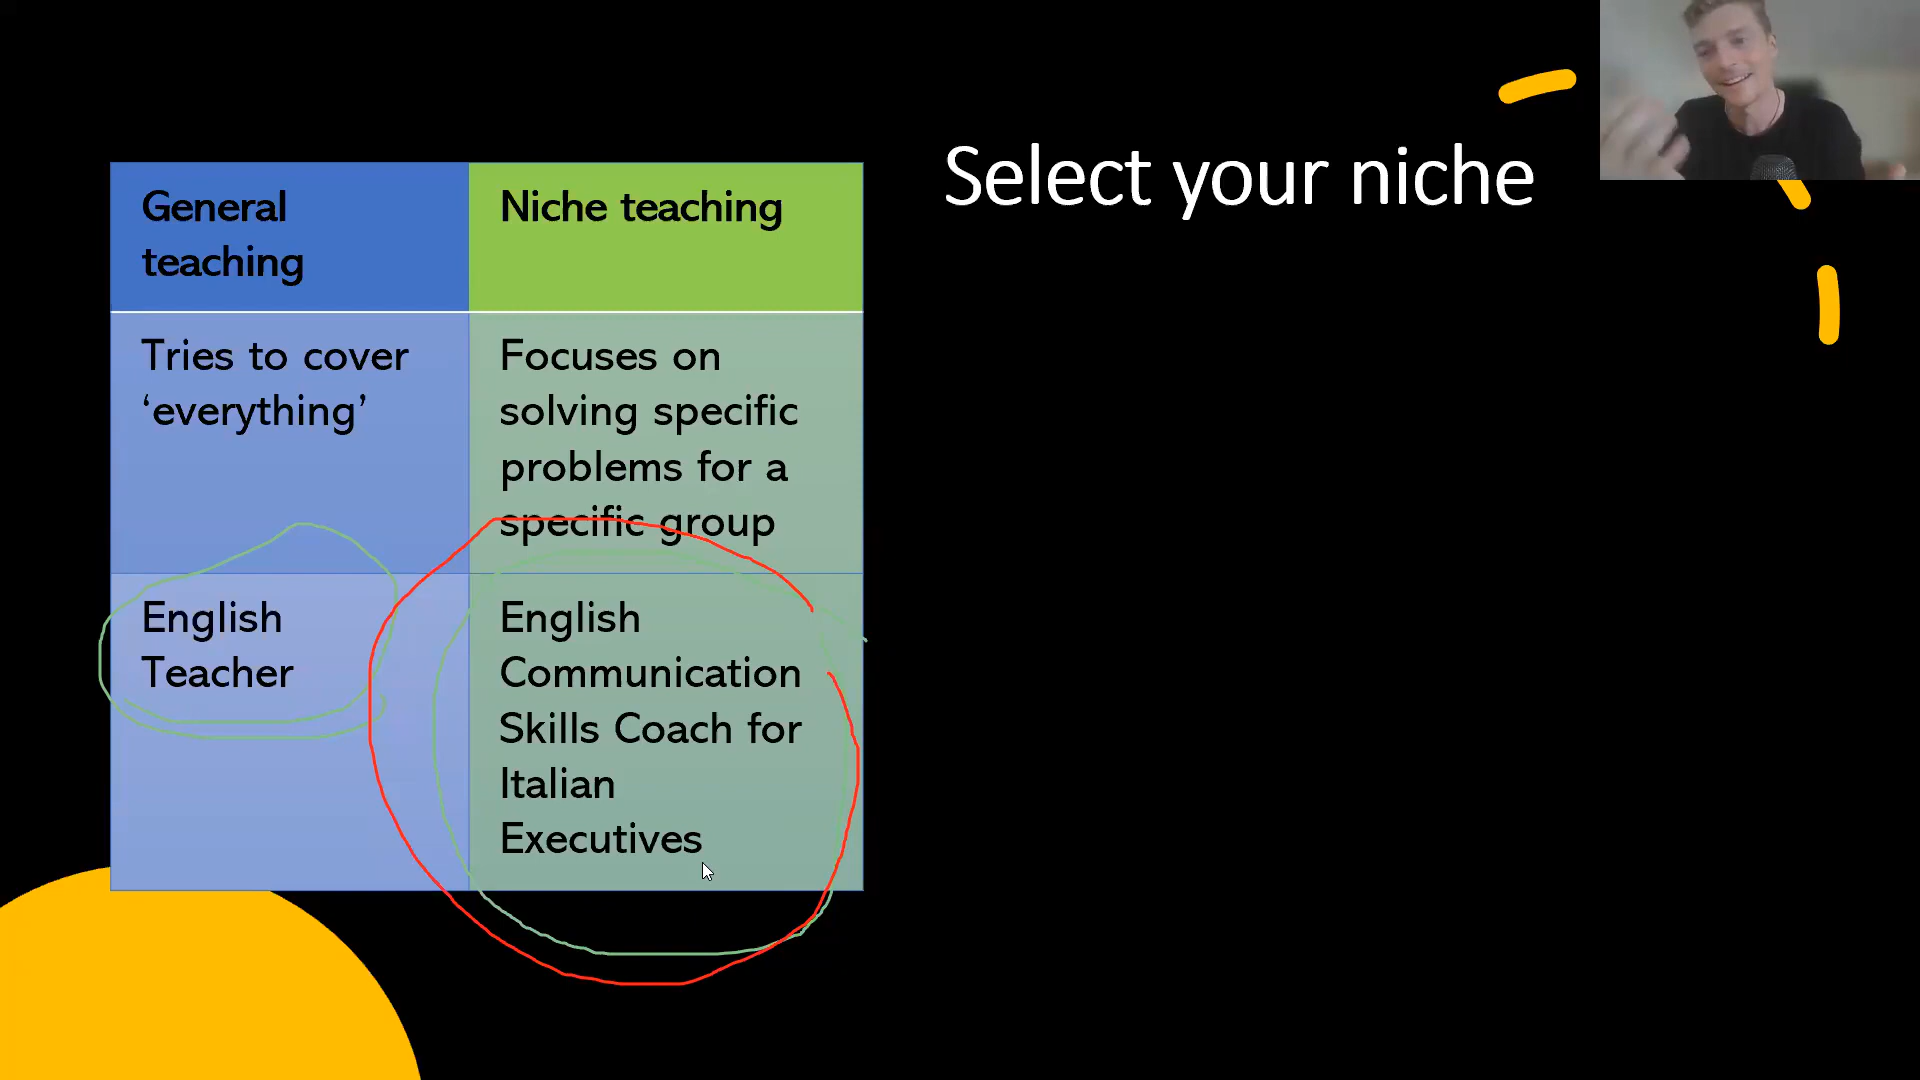 Select your niche
General
teaching
Niche teaching
Tries to cover
‘everything’
Focuses on
solving specific
problems for a
specific group
English
Teacher
English
Communication
Skills Coach for
Italian
Executives